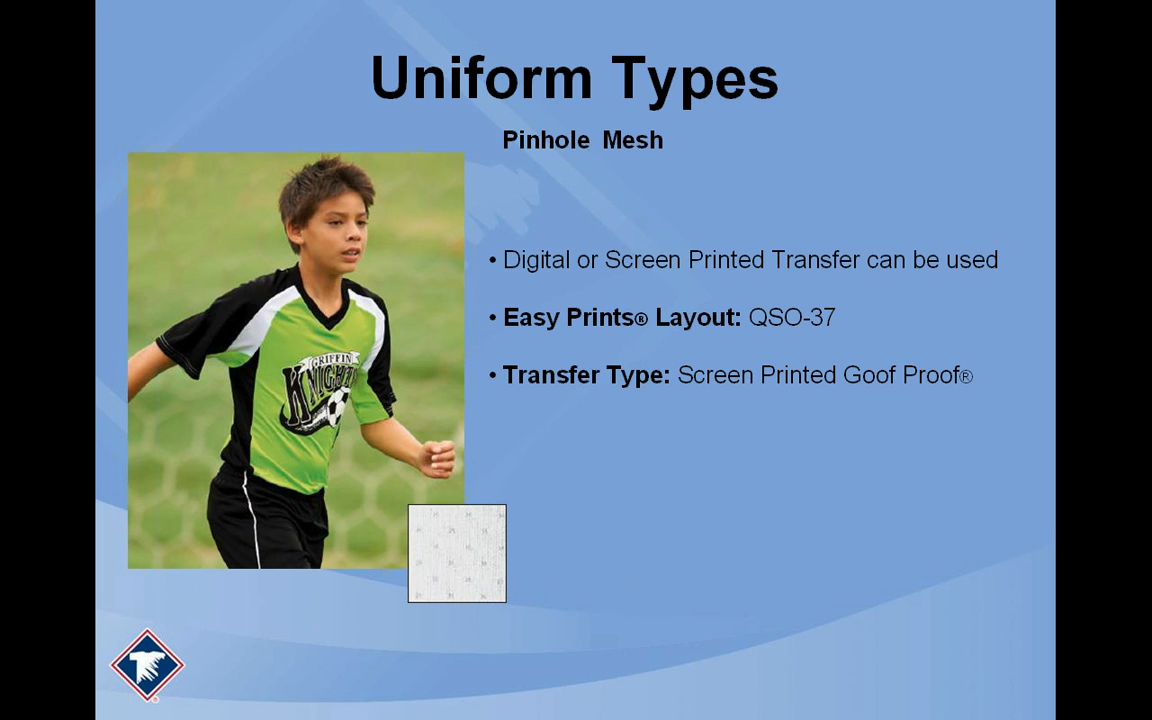 Uniform Types
Pinhole Mesh
• Digital or Screen Printed Transfer can be used
• Easy Prints® Layout: QSO-37
• Transfer Type: Screen Printed Goof Proof®
GRIFFIN
KNIGHTS
T
®